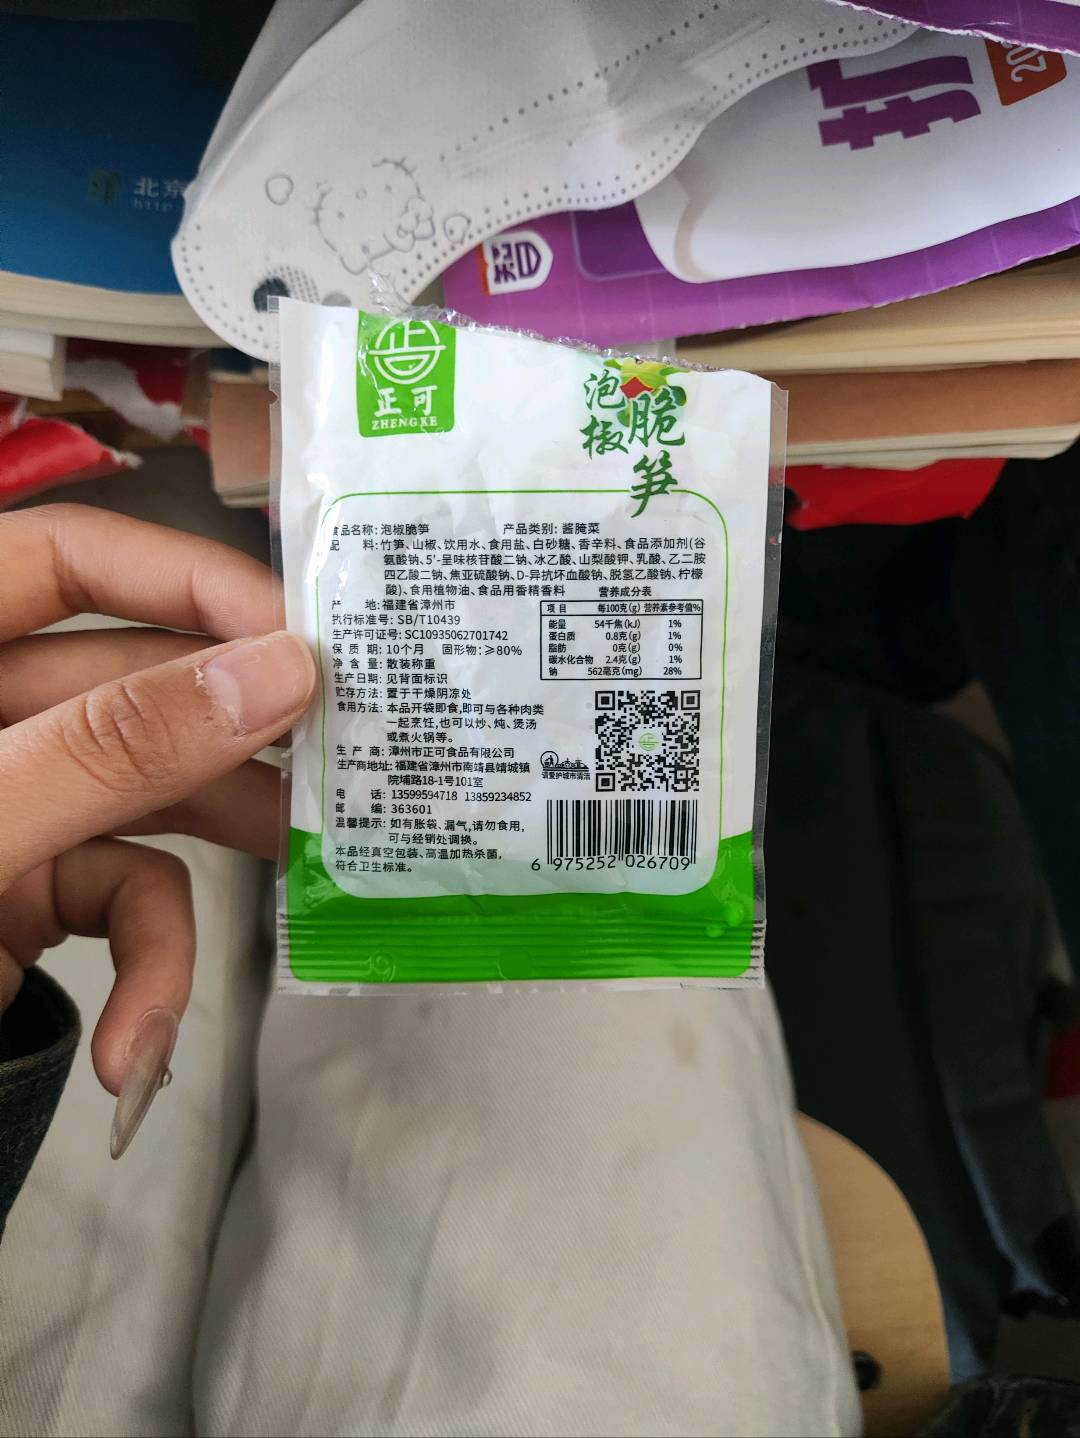 北京
http
智
20
正可
ZHENGKE
泡椒
脆笋
食品名称: 泡椒脆笋 产品类别: 酱腌菜
配 料: 竹笋、山椒、饮用水、食用盐、白砂糖、香辛料、食品添加剂(谷
氨酸钠、5'-呈味核苷酸二钠、冰乙酸、山梨酸钾、乳酸、乙二胺
四乙酸二钠、焦亚硫酸钠、D-异抗坏血酸钠、脱氢乙酸钠、柠檬
酸)、食用植物油、食品用香精香料
产 地: 福建省漳州市
执行标准号: SB/T10439
生产许可证号: SC10935062701742
保 质 期: 10个月 固形物: ≥80%
净 含 量: 散装称重
生产日期: 见背面标识
贮存方法: 置于干燥阴凉处
食用方法: 本品开袋即食,即可与各种肉类
一起烹饪,也可以炒、炖、煲汤
或煮火锅等。
生 产 商: 漳州市正可食品有限公司
生产商地址: 福建省漳州市南靖县靖城镇
院埔路18-1号101室
电 话: 13599594718 13859234852
邮 编: 363601
温馨提示: 如有胀袋、漏气,请勿食用,
可与经销处调换。
本品经真空包装、高温加热杀菌,
符合卫生标准。
营养成分表
项 目 每100克(g) 营养素参考值%
能量 54千焦(kJ) 1%
蛋白质 0.8克(g) 1%
脂肪 0克(g) 0%
碳水化合物 2.4克(g) 1%
钠 562毫克(mg) 28%
请爱护城市清洁
6 975252 026709